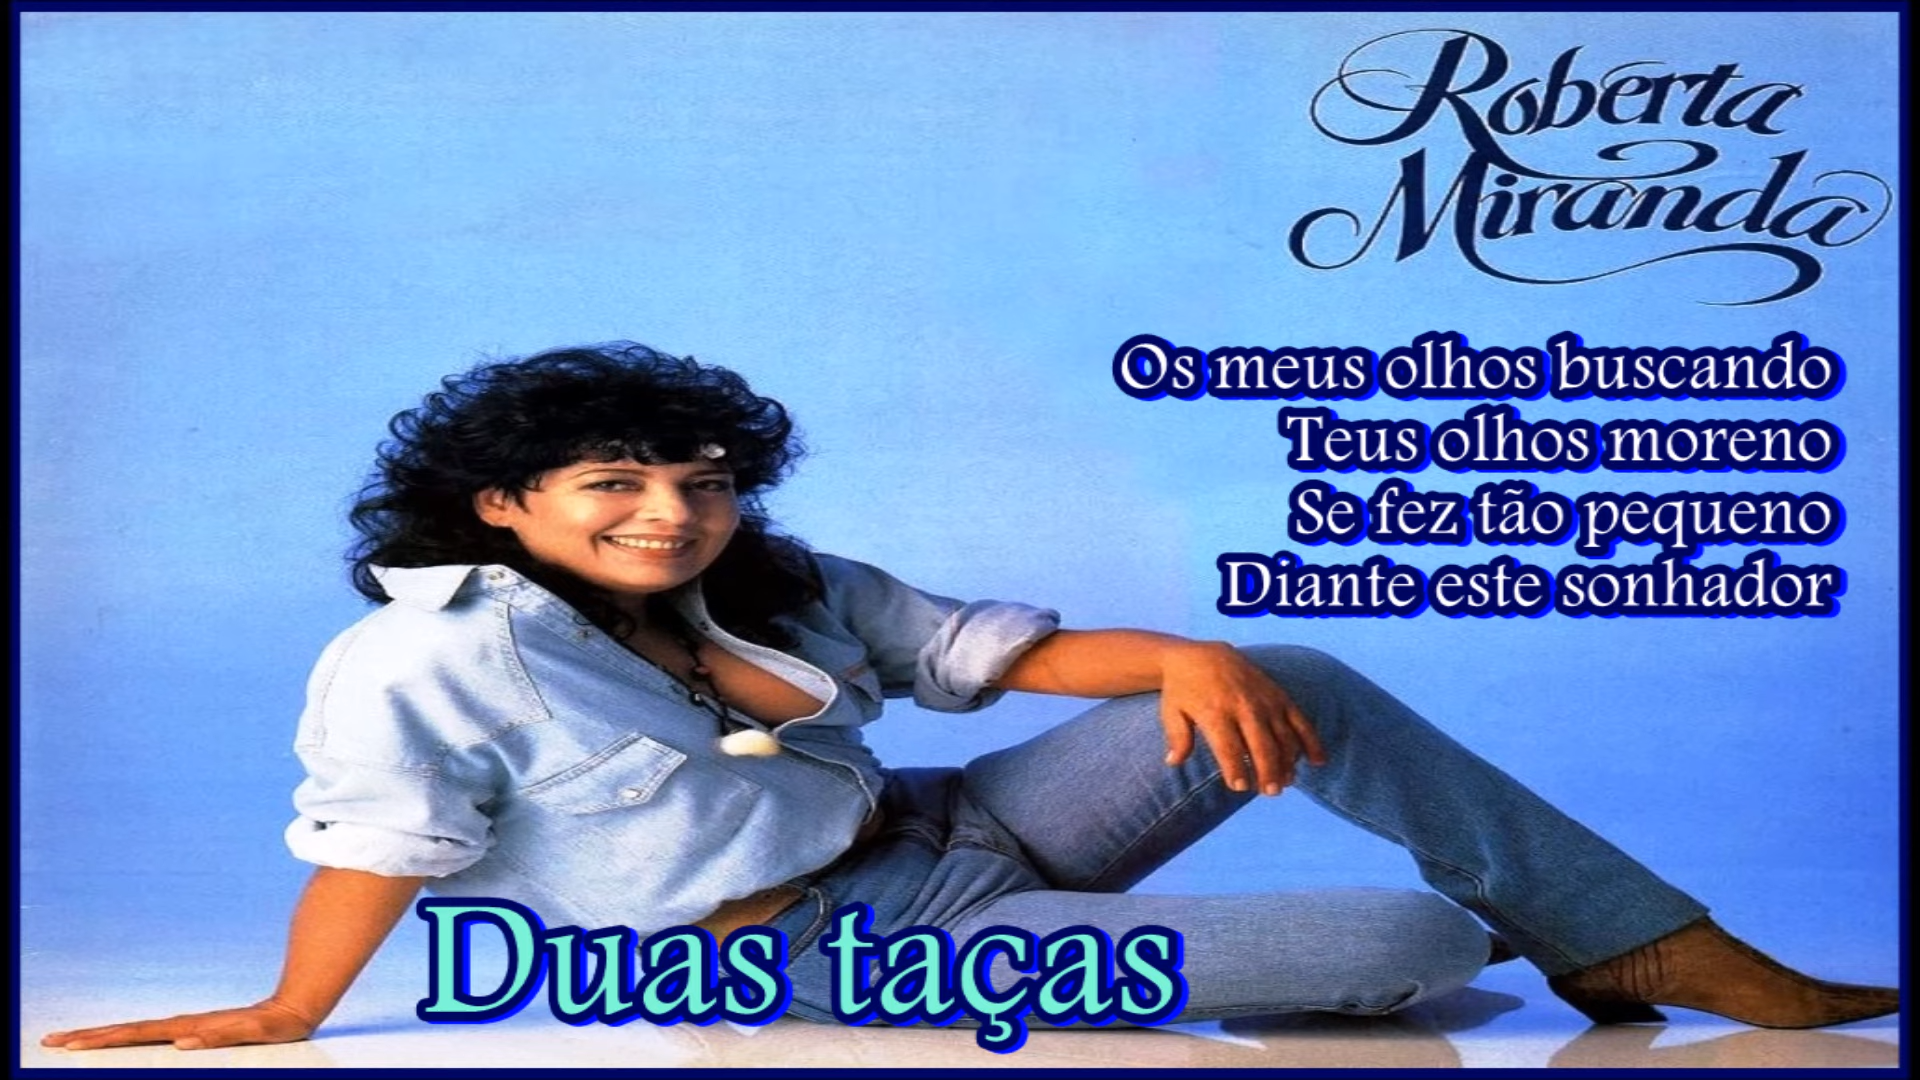 Roberta
Miranda
Os meus olhos buscando
Teus olhos moreno
Se fez tão pequeno
Diante este sonhador
Duas taças